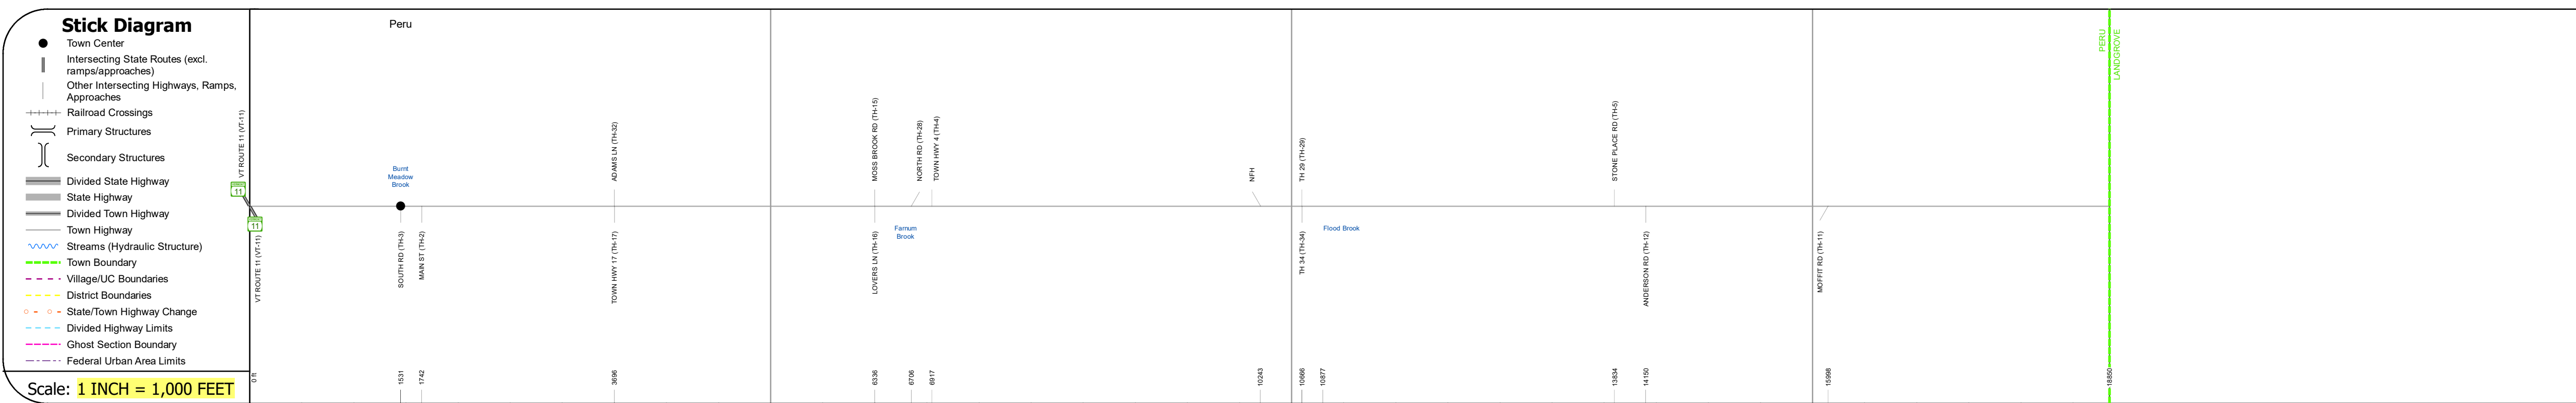 Stick Diagram
Town Center
Intersecting State Routes (excl.
ramps/approaches)
Other Intersecting Highways, Ramps,
Approaches
Railroad Crossings
Primary Structures
Secondary Structures
Divided State Highway
State Highway
Divided Town Highway
Town Highway
Streams (Hydraulic Structure)
Town Boundary
Village/UC Boundaries
District Boundaries
State/Town Highway Change
Divided Highway Limits
Ghost Section Boundary
Federal Urban Area Limits
Scale: 1 INCH = 1,000 FEET
Peru
PERU
LANDGROVE
VT ROUTE 11 (VT-11)
ADAMS LN (TH-32)
MOSS BROOK RD (TH-15)
NORTH RD (TH-28)
TOWN HWY 4 (TH-4)
NFH
TH 29 (TH-29)
STONE PLACE RD (TH-5)
Burnt
Meadow
Brook
11
11
Farnum
Brook
Flood Brook
VT ROUTE 11 (VT-11)
SOUTH RD (TH-3)
MAIN ST (TH-2)
TOWN HWY 17 (TH-17)
LOVERS LN (TH-16)
TH 34 (TH-34)
ANDERSON RD (TH-12)
MOFFIT RD (TH-11)
0 ft
1531
1742
3696
6336
6706
6917
10243
10666
10877
13834
14150
15998
18850